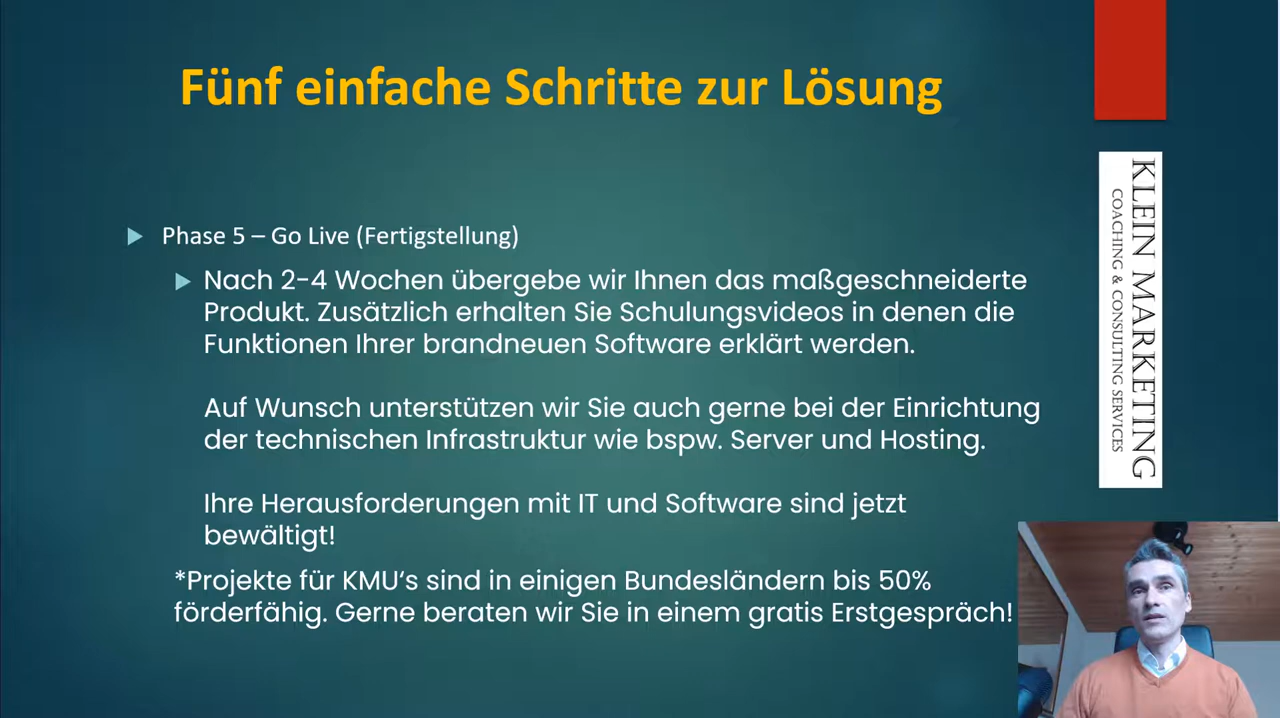 Fünf einfache Schritte zur Lösung
Phase 5 – Go Live (Fertigstellung)
Nach 2-4 Wochen übergebe wir Ihnen das maßgeschneiderte
Produkt. Zusätzlich erhalten Sie Schulungsvideos in denen die
Funktionen Ihrer brandneuen Software erklärt werden.
Auf Wunsch unterstützen wir Sie auch gerne bei der Einrichtung
der technischen Infrastruktur wie bspw. Server und Hosting.
Ihre Herausforderungen mit IT und Software sind jetzt
bewältigt!
*Projekte für KMU‘s sind in einigen Bundesländern bis 50%
förderfähig. Gerne beraten wir Sie in einem gratis Erstgespräch!
KLEIN MARKETING
COACHING & CONSULTING SERVICES